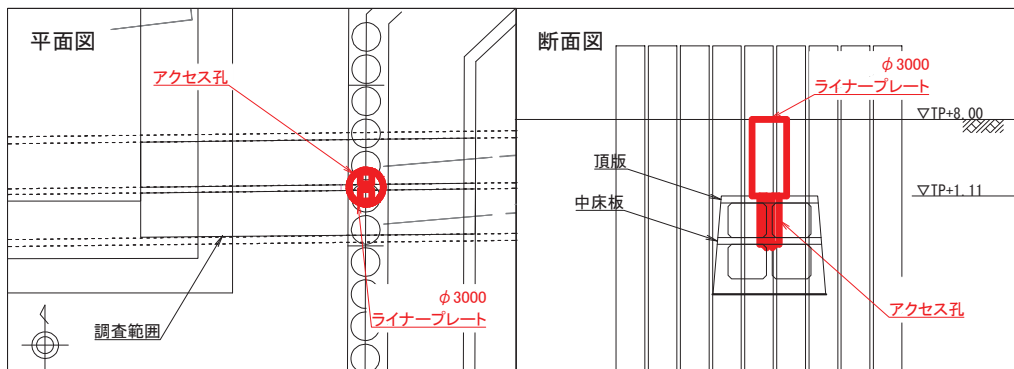 平面図
アクセス孔
調査範囲
φ3000
ライナープレート
断面図
φ3000
ライナープレート
▽TP+8.00
頂版
▽TP+1.11
中床板
アクセス孔